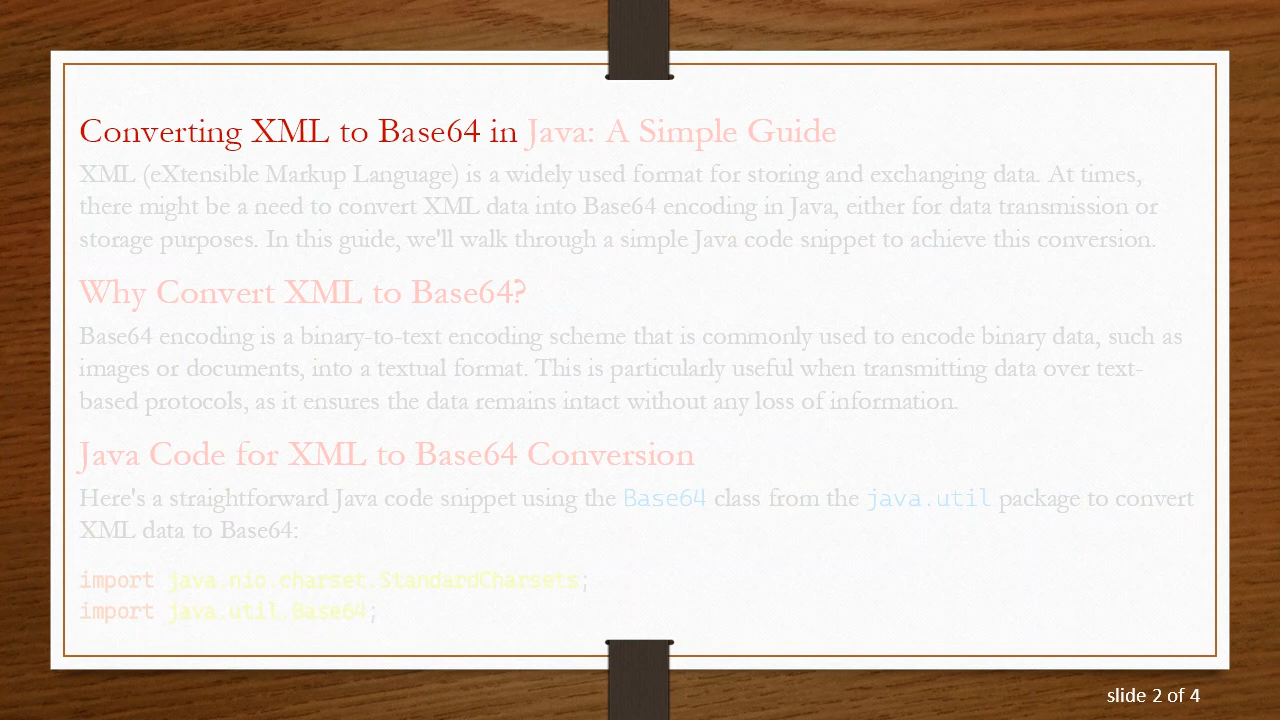 Converting XML to Base64 in Java: A Simple Guide
XML (eXtensible Markup Language) is a widely used format for storing and exchanging data. At times,
there might be a need to convert XML data into Base64 encoding in Java, either for data transmission or
storage purposes. In this guide, we'll walk through a simple Java code snippet to achieve this conversion.
Why Convert XML to Base64?
Base64 encoding is a binary-to-text encoding scheme that is commonly used to encode binary data, such as
images or documents, into a textual format. This is particularly useful when transmitting data over text-
based protocols, as it ensures the data remains intact without any loss of information.
Java Code for XML to Base64 Conversion
Here's a straightforward Java code snippet using the Base64 class from the java.util package to convert
XML data to Base64:
import java.nio.charset.StandardCharsets;
import java.util.Base64;
slide 2 of 4